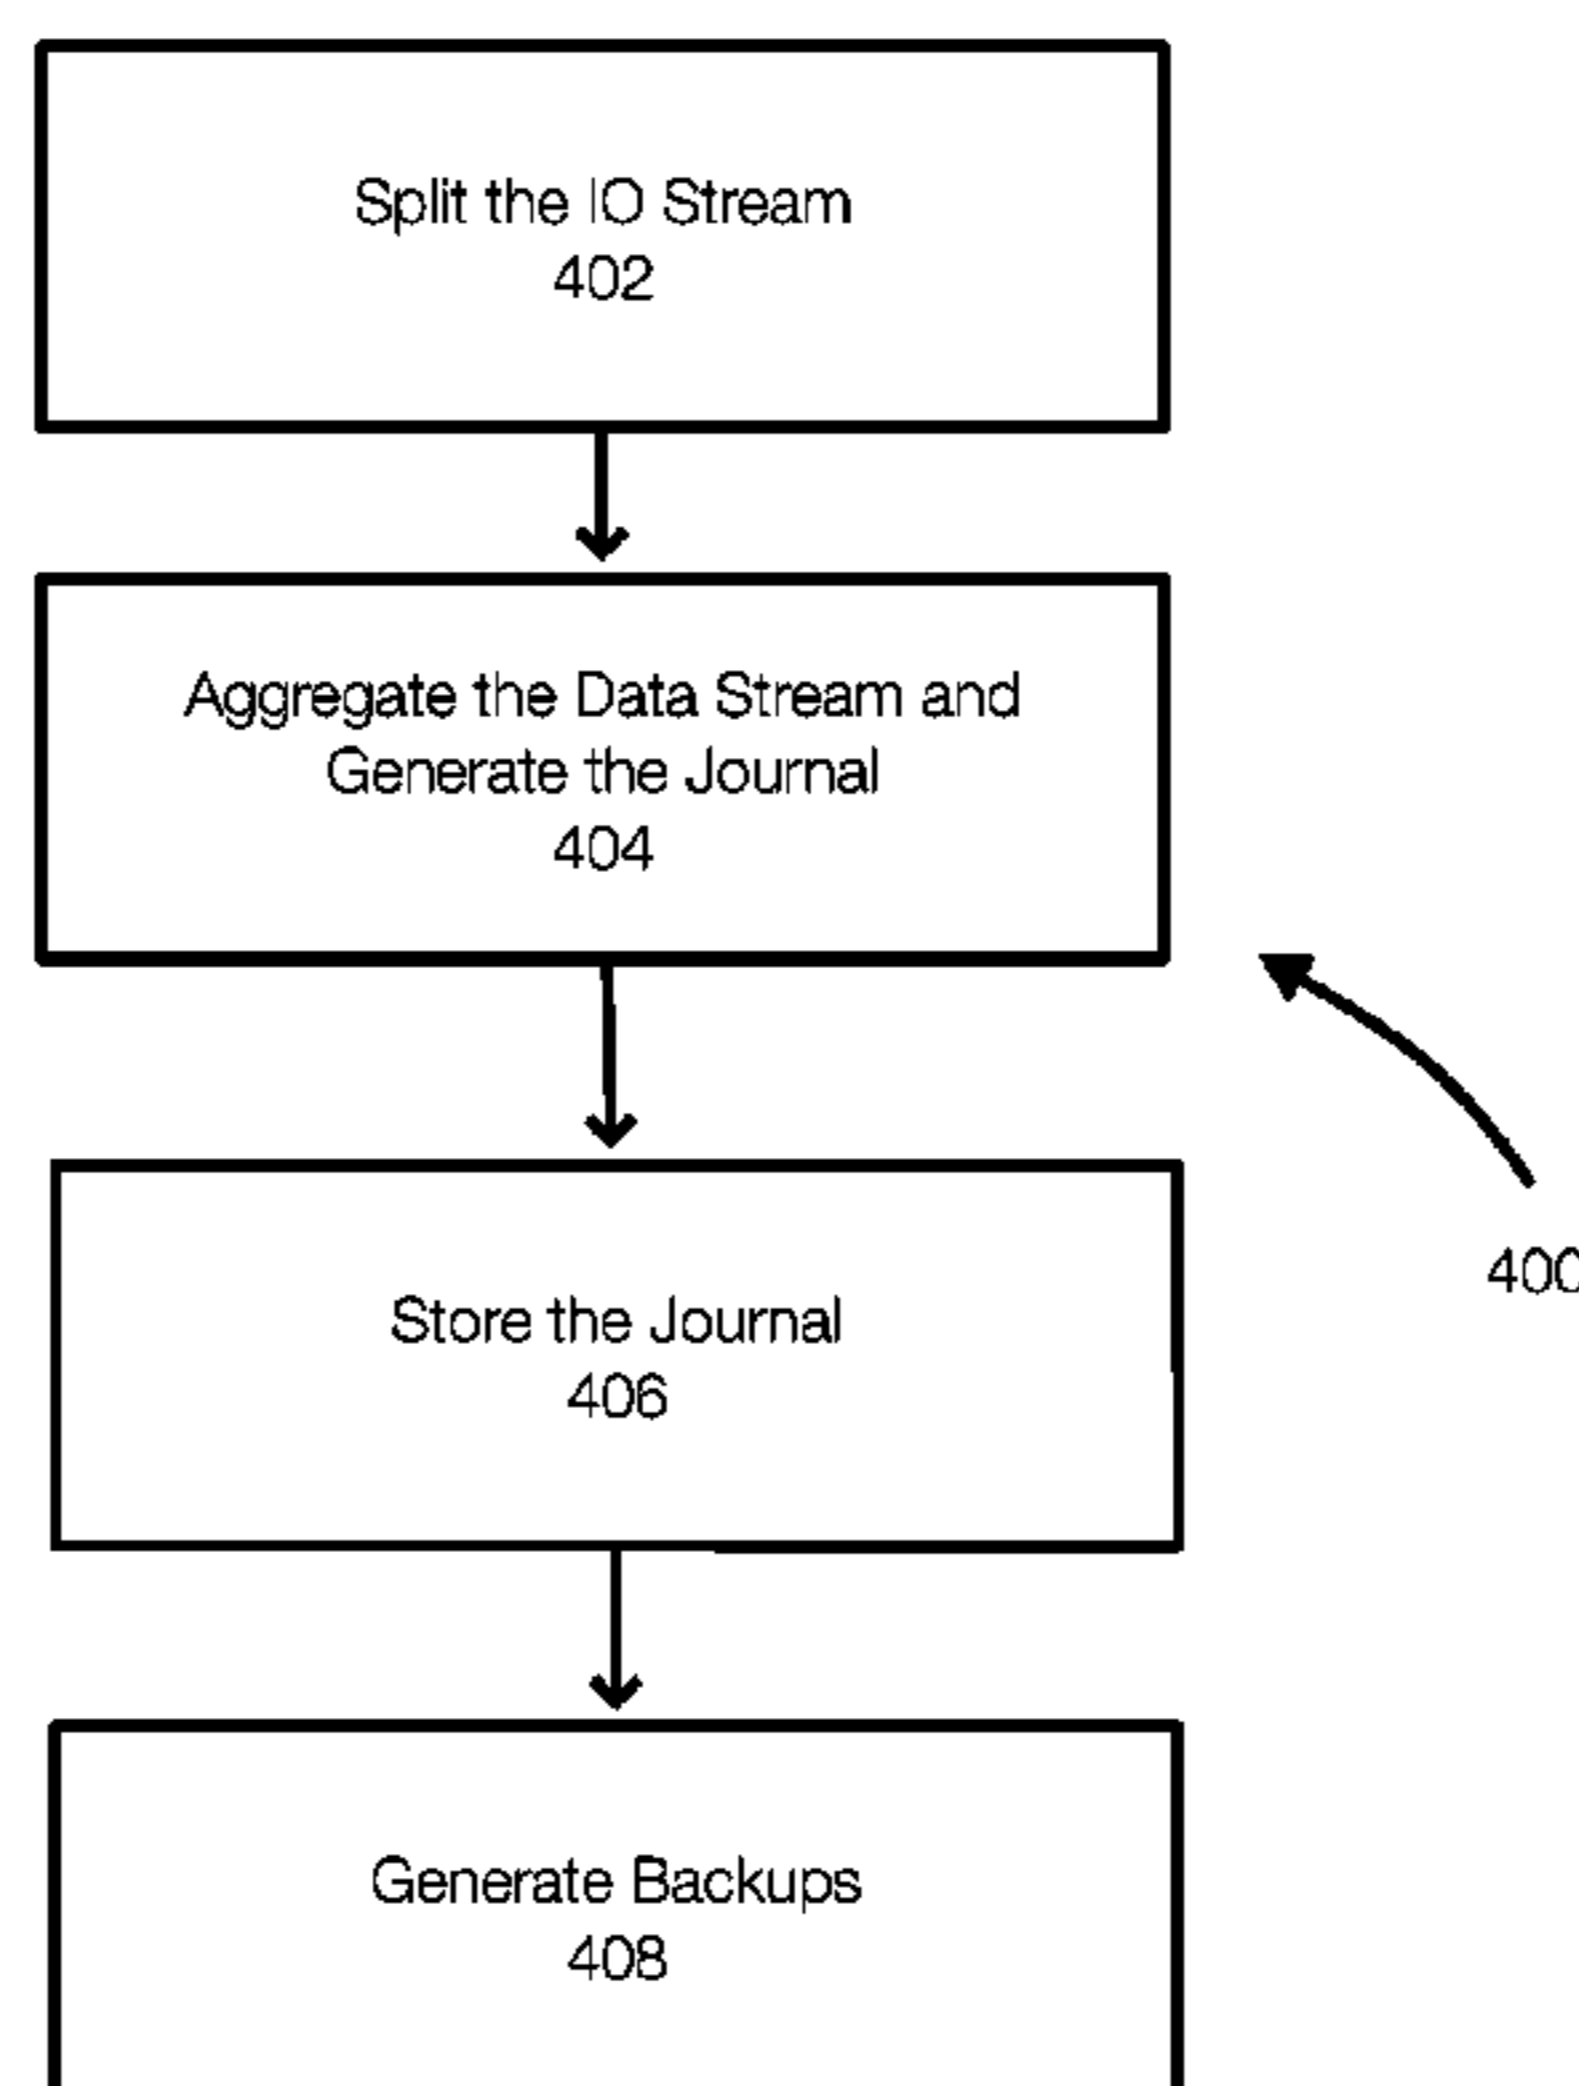 Split the IO Stream
402
Aggregate the Data Stream and
Generate the Journal
404
400
Store the Journal
406
Generate Backups
408